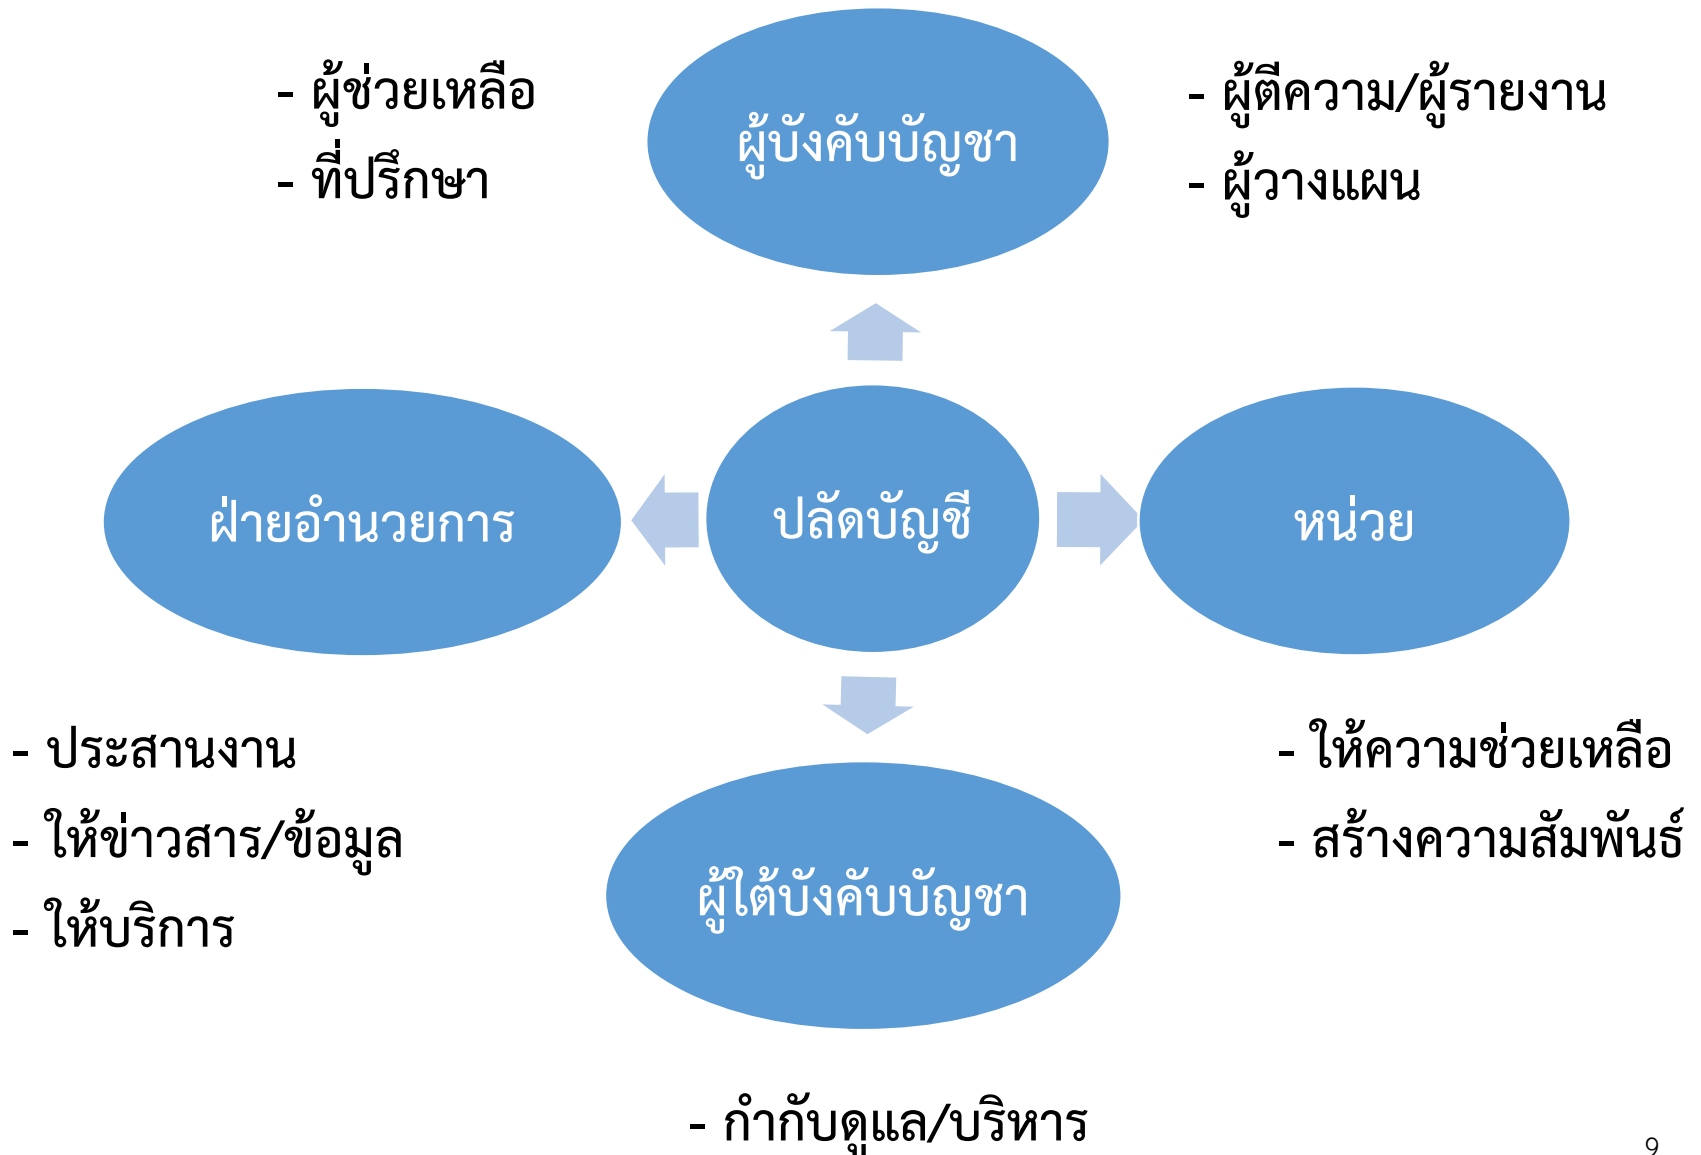 - ผู้ช่วยเหลือ
- ที่ปรึกษา
ผู้บังคับบัญชา
- ผู้ตีความ/ผู้รายงาน
- ผู้วางแผน
ฝ่ายอำนวยการ
ปลัดบัญชี
หน่วย
- ประสานงาน
- ให้ข่าวสาร/ข้อมูล
- ให้บริการ
ผู้ใต้บังคับบัญชา
- ให้ความช่วยเหลือ
- สร้างความสัมพันธ์
- กำกับดูแล/บริหาร
9